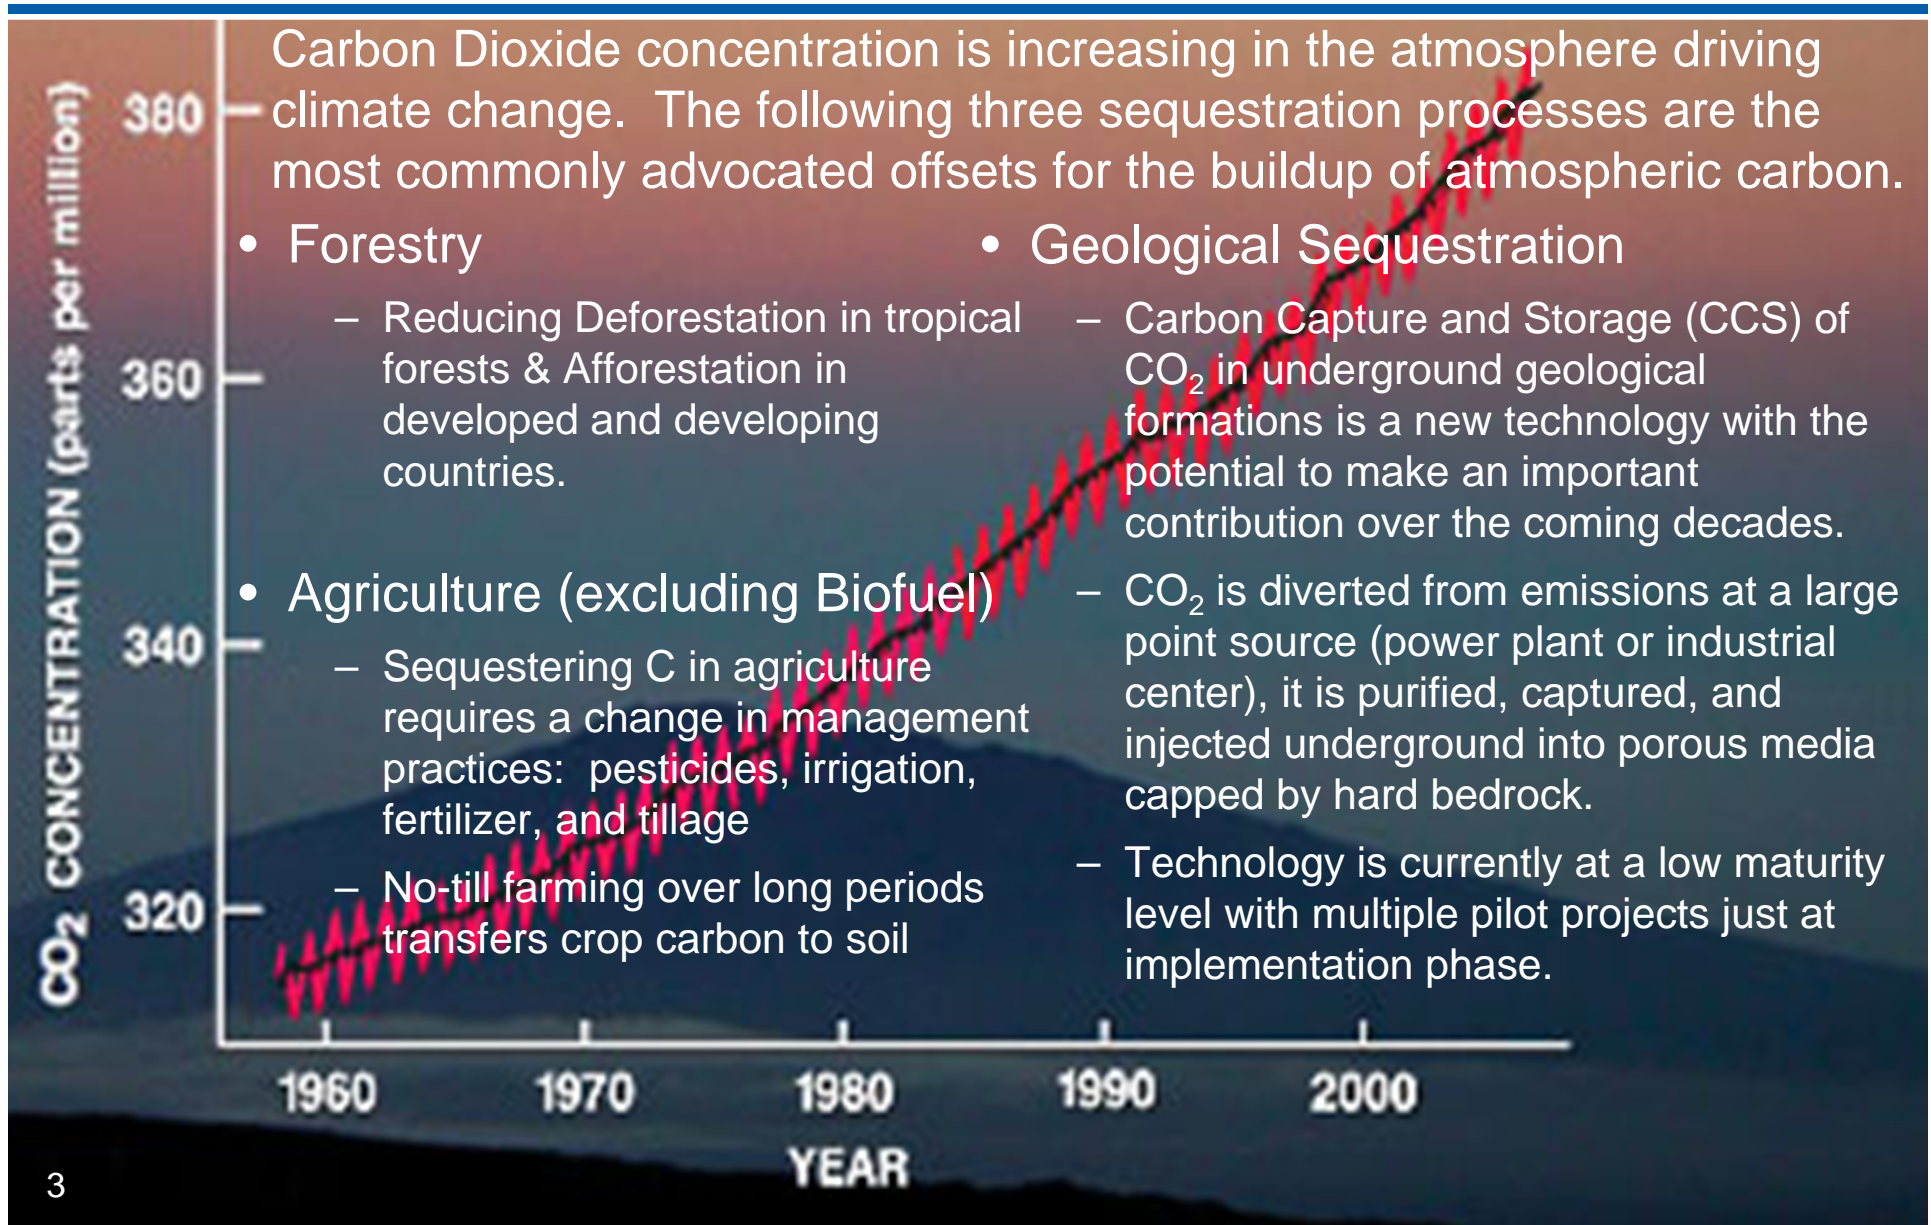 Carbon Dioxide concentration is increasing in the atmosphere driving
climate change.  The following three sequestration processes are the
most commonly advocated offsets for the buildup of atmospheric carbon.
• Forestry
– Reducing Deforestation in tropical
forests & Afforestation in
developed and developing
countries.
• Agriculture (excluding Biofuel)
– Sequestering C in agriculture
requires a change in management
practices:  pesticides, irrigation,
fertilizer, and tillage
– No-till farming over long periods
transfers crop carbon to soil
• Geological Sequestration
– Carbon Capture and Storage (CCS) of
CO₂ in underground geological
formations is a new technology with the
potential to make an important
contribution over the coming decades.
– CO₂ is diverted from emissions at a large
point source (power plant or industrial
center), it is purified, captured, and
injected underground into porous media
capped by hard bedrock.
– Technology is currently at a low maturity
level with multiple pilot projects just at
implementation phase.
CO₂ CONCENTRATION (parts per million)
380
360
340
320
1960 1970 1980 1990 2000
YEAR
3